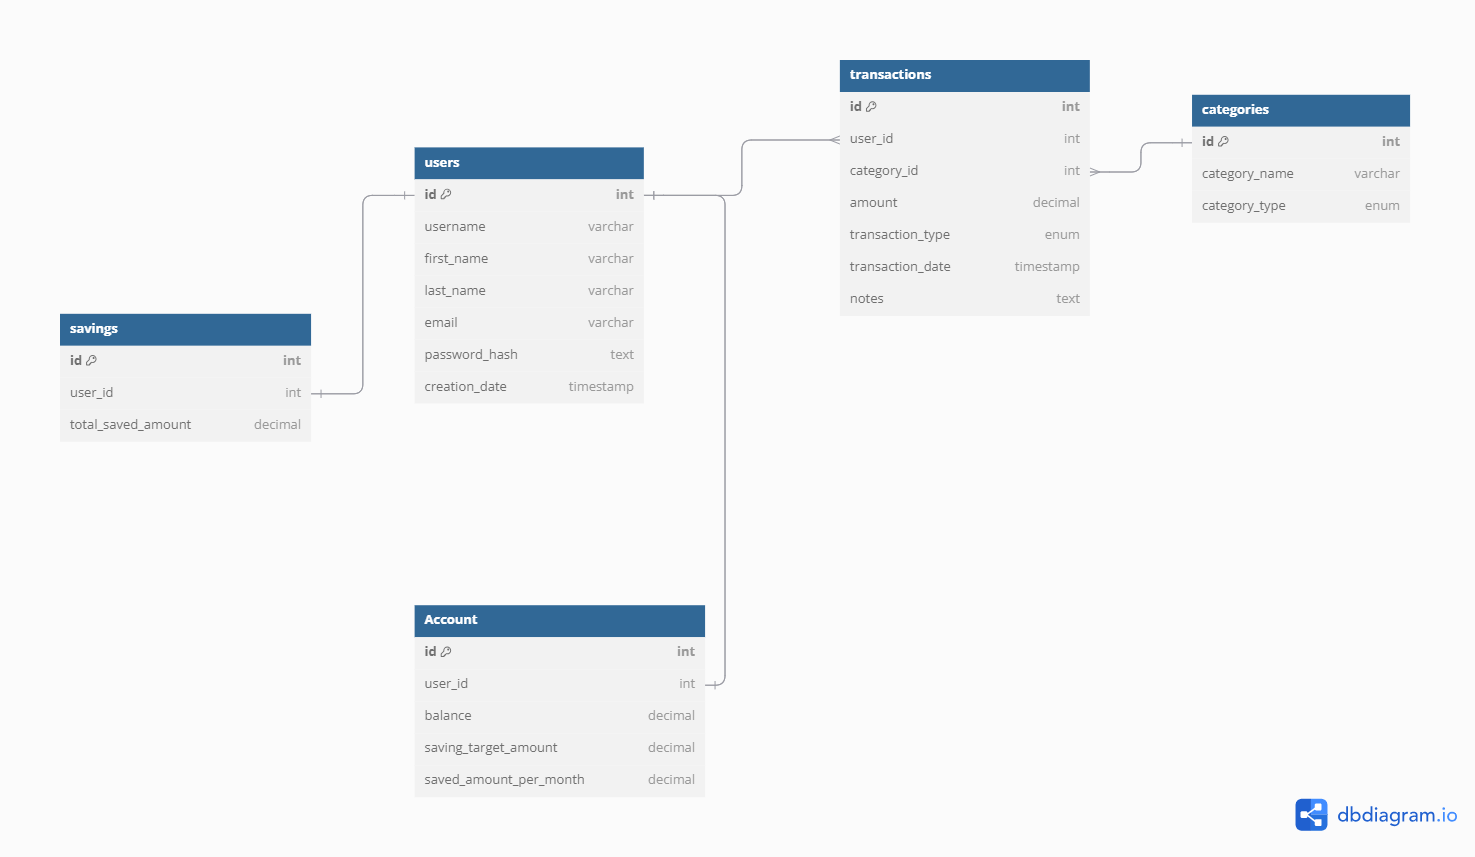 transactions
id int
user_id int
category_id int
amount decimal
transaction_type enum
transaction_date timestamp
notes text
categories
id int
category_name varchar
category_type enum
users
id int
username varchar
first_name varchar
last_name varchar
email varchar
password_hash text
creation_date timestamp
savings
id int
user_id int
total_saved_amount decimal
Account
id int
user_id int
balance decimal
saving_target_amount decimal
saved_amount_per_month decimal
dbdiagram.io